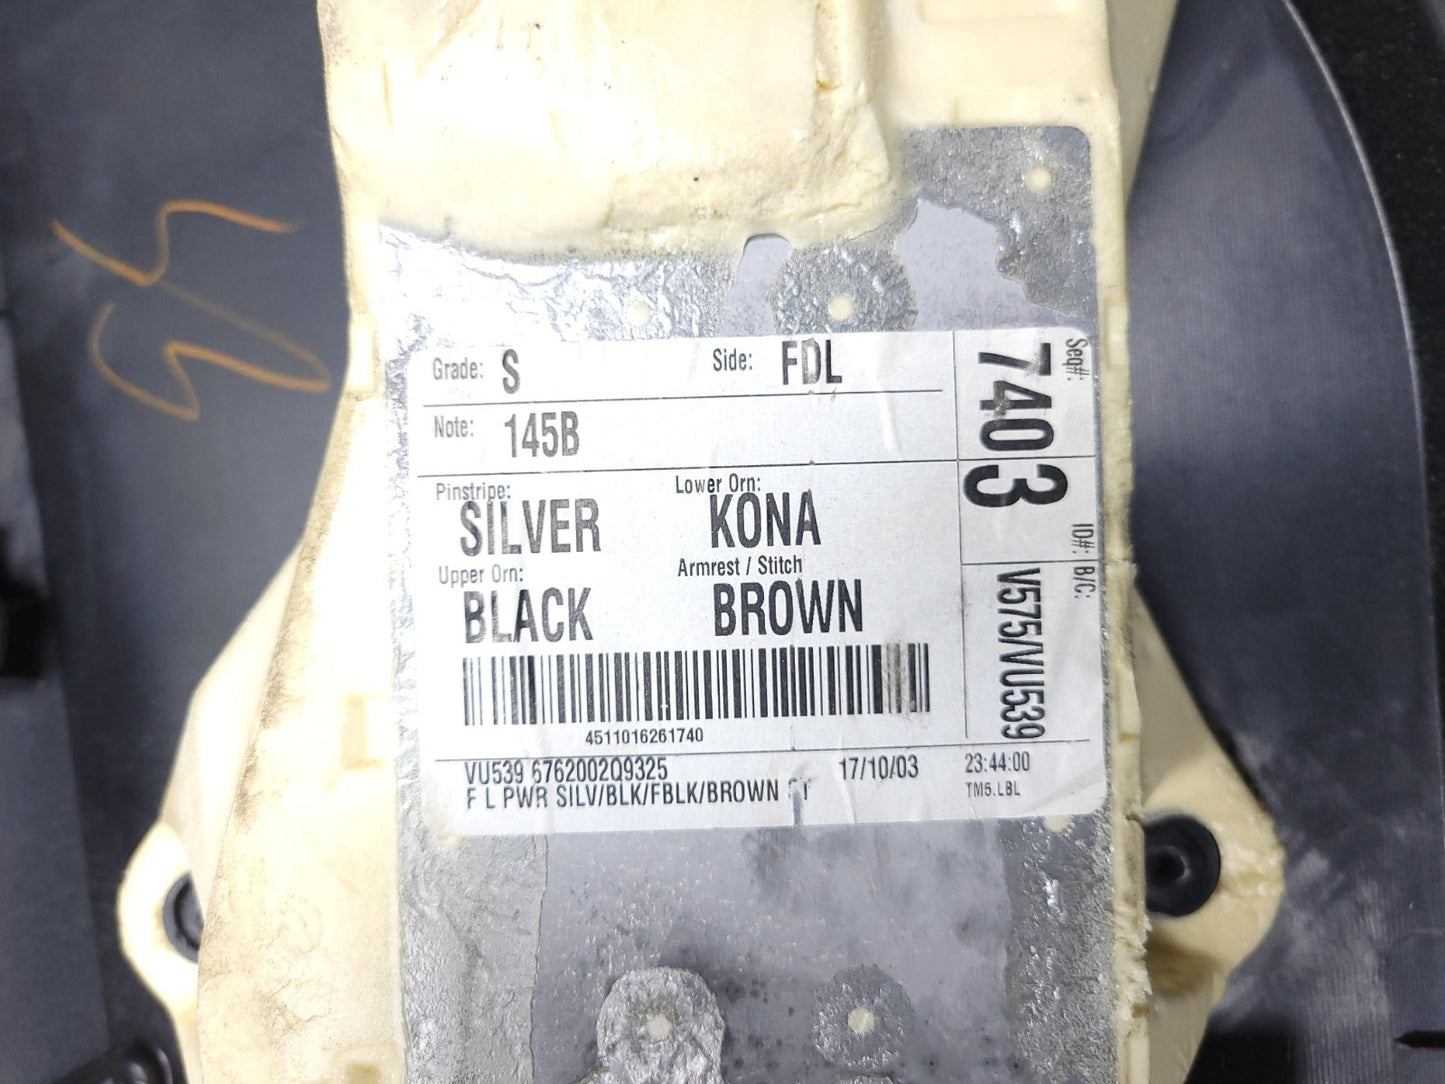 Grade: S Side: FDL
Note: 145B
Pinstripe: SILVER Lower Orn: KONA
Upper Orn: BLACK Armrest / Stitch BROWN
4511016261740
VU539 6762002Q9325 17/10/03 23:44:00
F L PWR SILV/BLK/FBLK/BROWN TM5.LBL
Seq#: 7403
ID#: B/C: V575/VU539